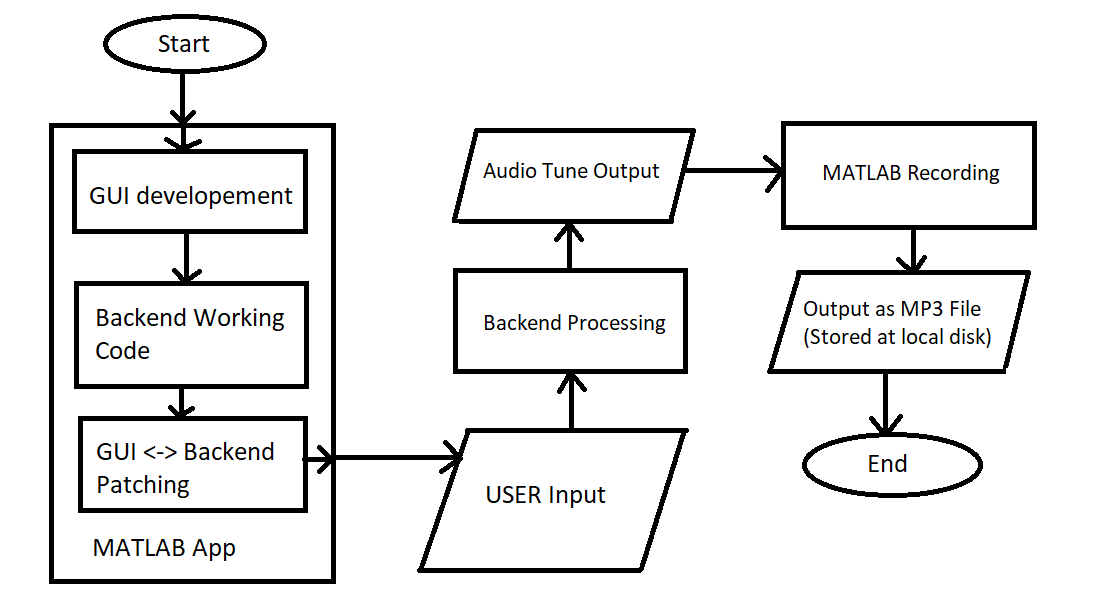 Start
GUI developement
Backend Working
Code
GUI <-> Backend
Patching
MATLAB App
USER Input
Backend Processing
Audio Tune Output
MATLAB Recording
Output as MP3 File
(Stored at local disk)
End